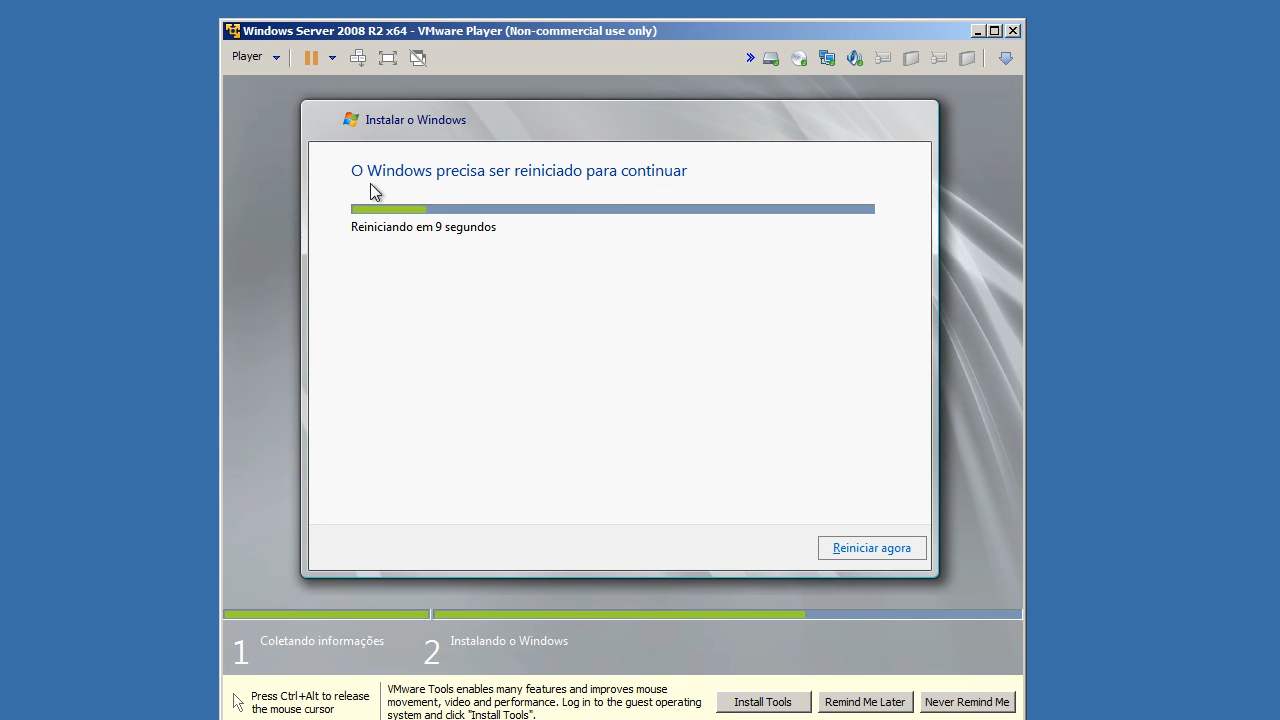 Windows Server 2008 R2 x64 - VMware Player (Non-commercial use only)
Player
Instalar o Windows
O Windows precisa ser reiniciado para continuar
Reiniciando em 9 segundos
Reiniciar agora
1 Coletando informações
2 Instalando o Windows
Press Ctrl+Alt to release
the mouse cursor
VMware Tools enables many features and improves mouse
movement, video and performance. Log in to the guest operating
system and click "Install Tools".
Install Tools
Remind Me Later
Never Remind Me